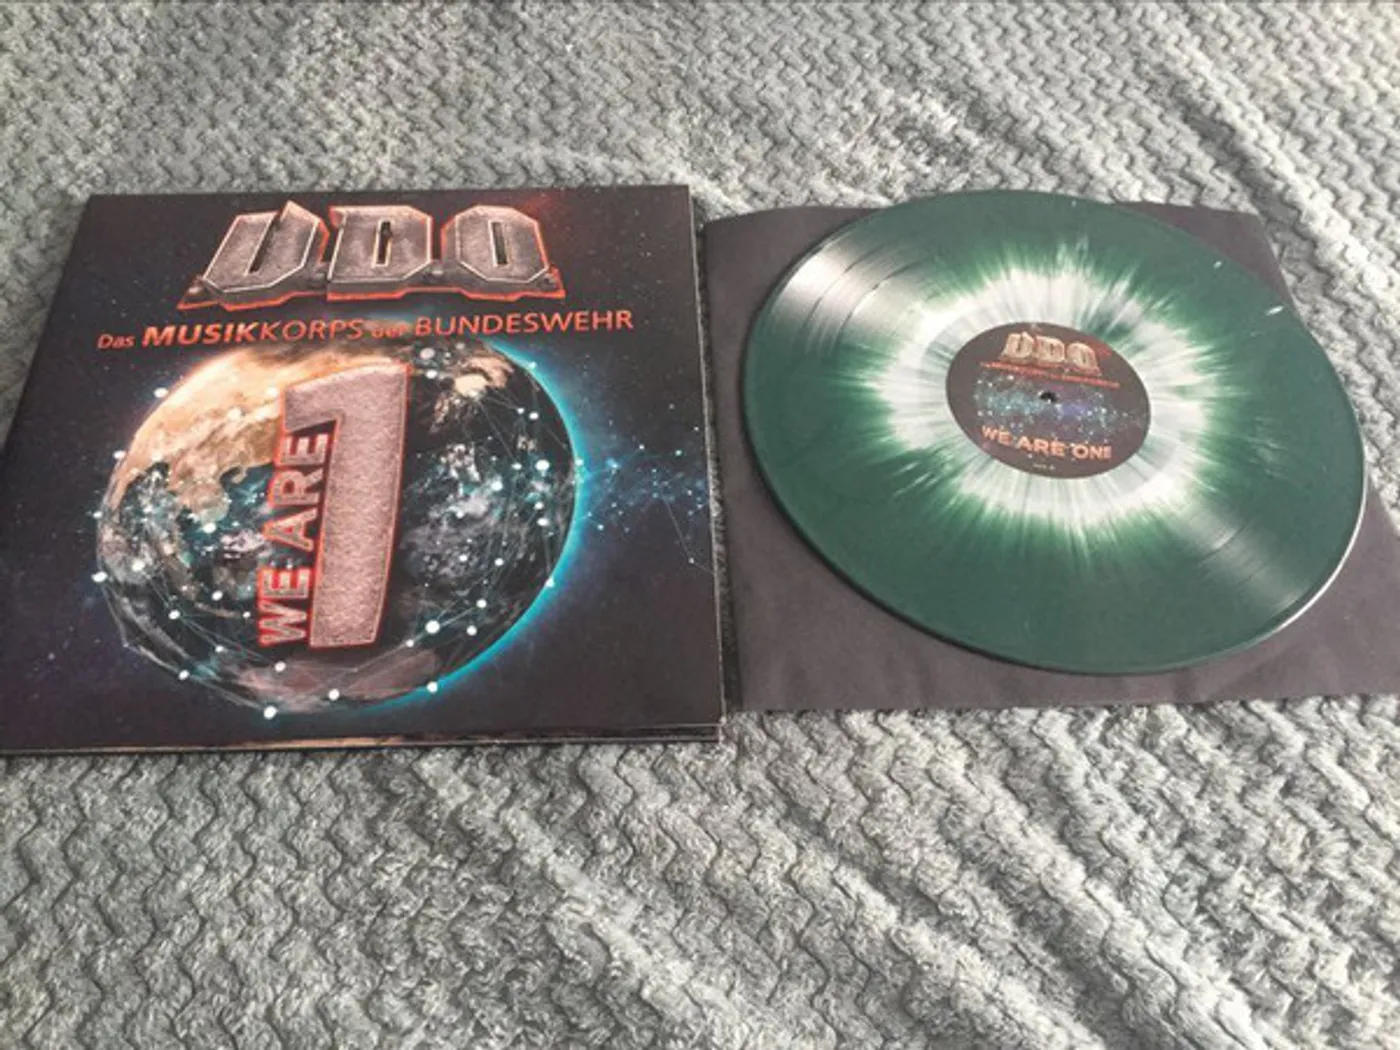 U.D.O.
Das MUSIKKORPS der BUNDESWEHR
WE ARE
1
U.D.O.
WE ARE ONE